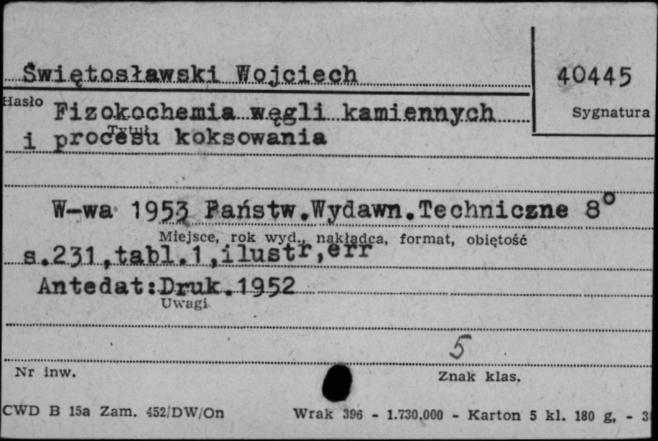 Świętosławski Wojciech
40445
Hasło
Fizokochemia węgli kamiennych
Sygnatura
Tytuł
i procesu koksowania
W-wa 1953 Państw.Wydawn.Techniczne 8°
Miejsce, rok wyd., nakładca, format, objętość
s.231,tabl.1,ilustr,err
Antedat:Druk.1952
Uwagi
5
Nr inw.
Znak klas.
CWD B 15a Zam. 452/DW/On
Wrak 396 - 1.730.000 - Karton 5 kl. 180 g. - 3